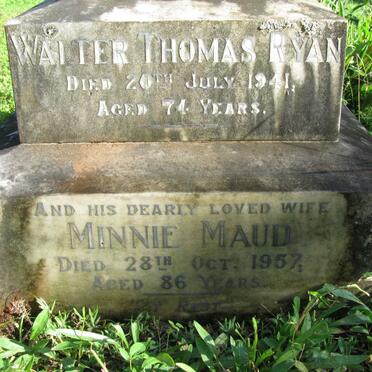 WALTER THOMAS RYAN
DIED 20TH JULY 1941,
AGED 74 YEARS.
AND HIS DEARLY LOVED WIFE
MINNIE MAUD
DIED 28TH OCT. 1957,
AGED 86 YEARS.